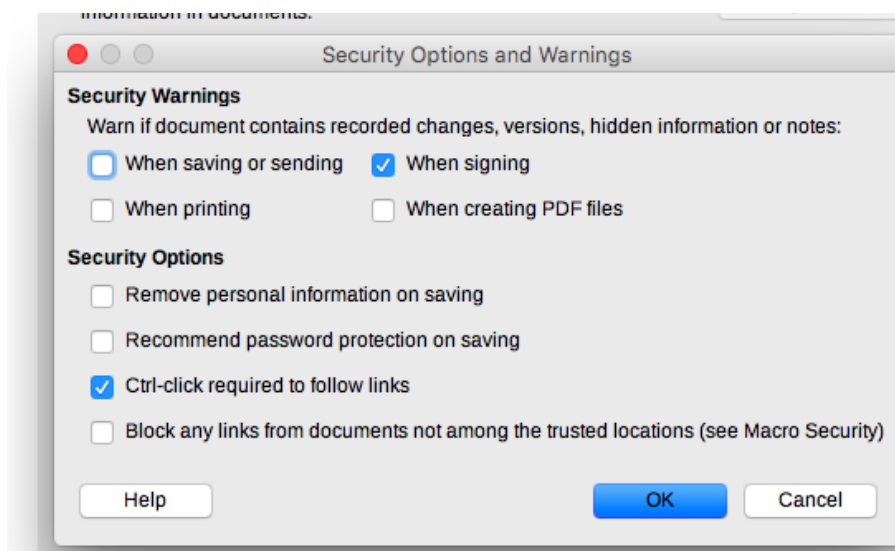 information in documents.
Security Options and Warnings
Security Warnings
Warn if document contains recorded changes, versions, hidden information or notes:
When saving or sending When signing
When printing When creating PDF files
Security Options
Remove personal information on saving
Recommend password protection on saving
Ctrl-click required to follow links
Block any links from documents not among the trusted locations (see Macro Security)
Help OK Cancel